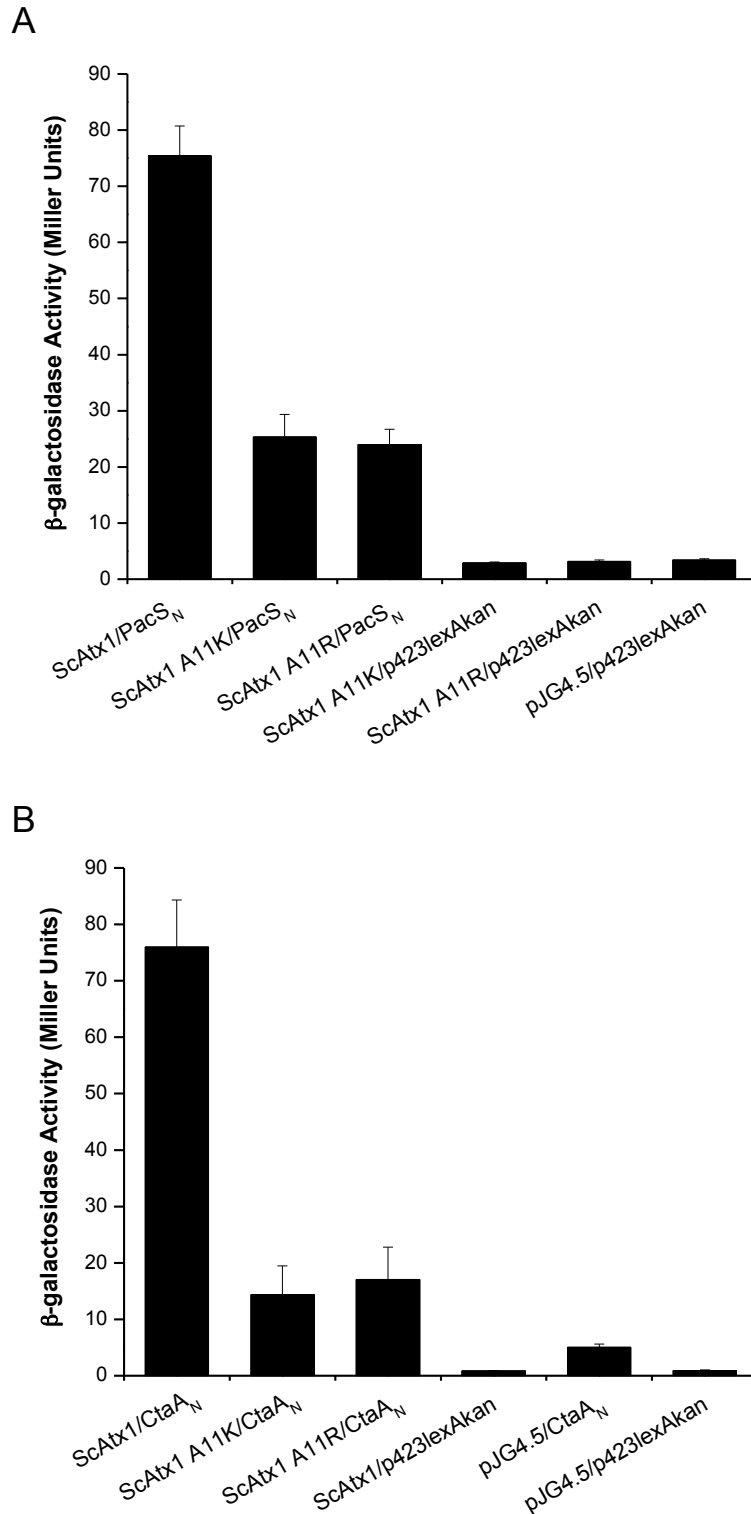 A
β-galactosidase Activity (Miller Units)
90
80
70
60
50
40
30
20
10
0
ScAtx1/PacS_N
ScAtx1 A11K/PacS_N
ScAtx1 A11R/PacS_N
ScAtx1 A11K/p423lexAkan
ScAtx1 A11R/p423lexAkan
pJG4.5/p423lexAkan
B
β-galactosidase Activity (Miller Units)
90
80
70
60
50
40
30
20
10
0
ScAtx1/CtaA_N
ScAtx1 A11K/CtaA_N
ScAtx1 A11R/CtaA_N
ScAtx1/p423lexAkan
pJG4.5/CtaA_N
pJG4.5/p423lexAkan